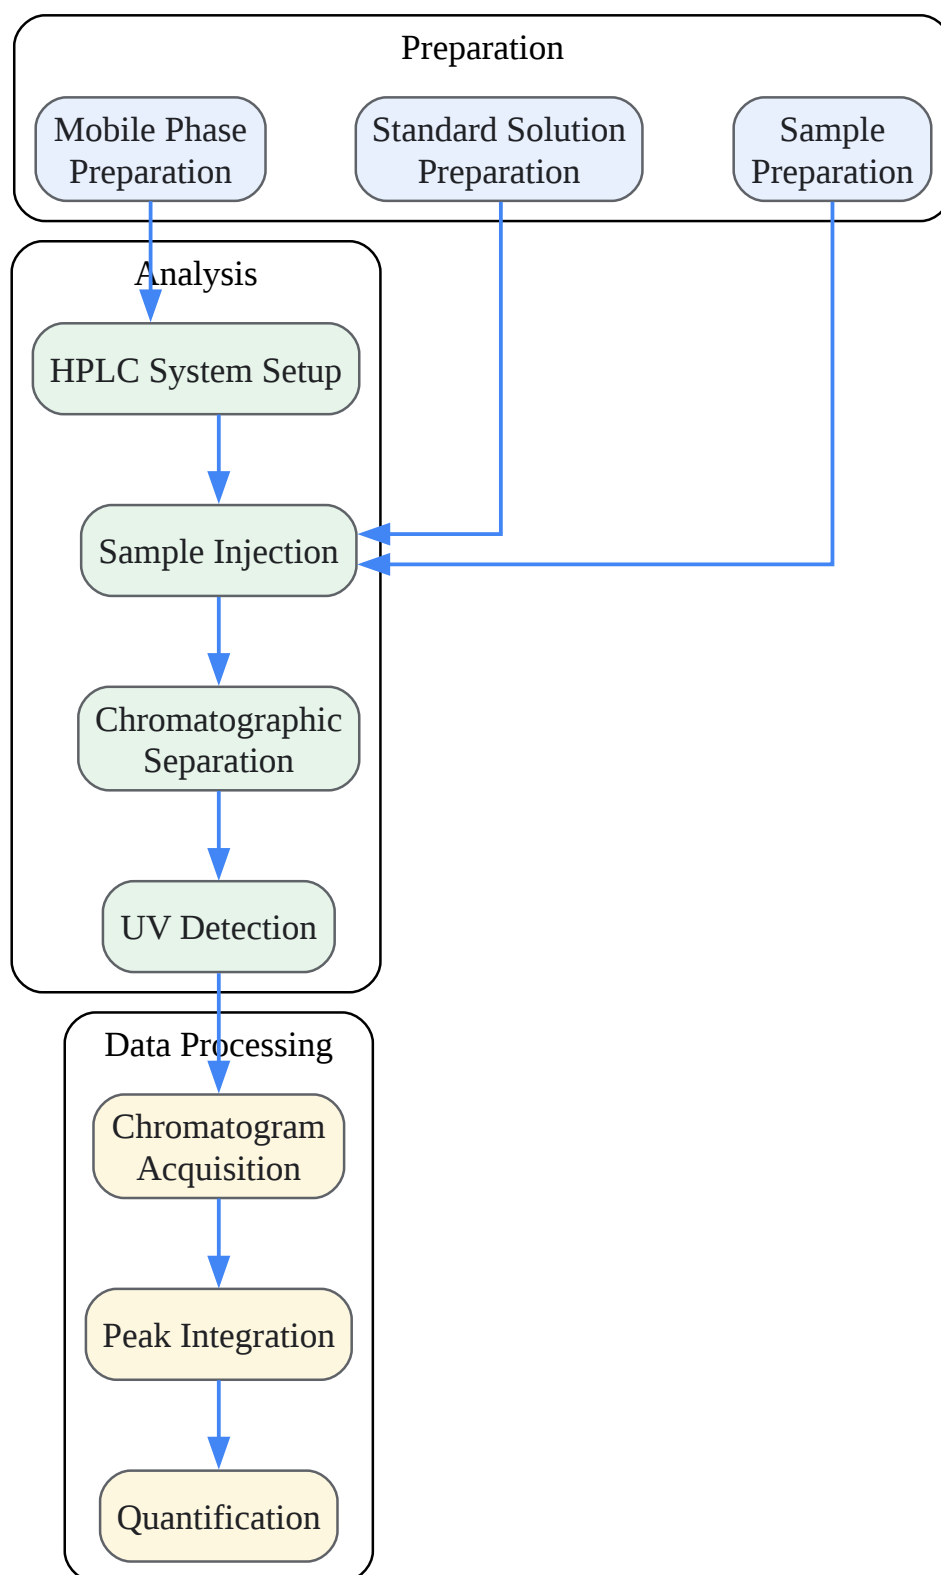 Preparation
Mobile Phase
Preparation
Standard Solution
Preparation
Sample
Preparation
Analysis
HPLC System Setup
Sample Injection
Chromatographic
Separation
UV Detection
Data Processing
Chromatogram
Acquisition
Peak Integration
Quantification